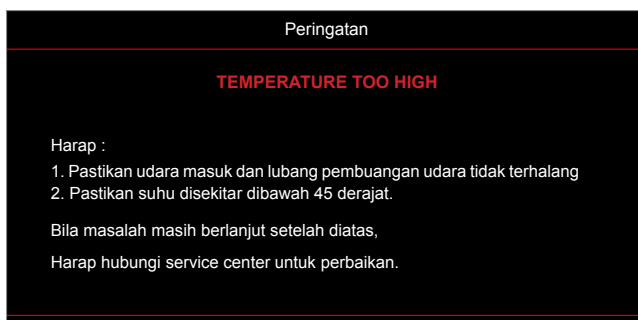 Peringatan
TEMPERATURE TOO HIGH
Harap :
1. Pastikan udara masuk dan lubang pembuangan udara tidak terhalang
2. Pastikan suhu disekitar dibawah 45 derajat.
Bila masalah masih berlanjut setelah diatas,
Harap hubungi service center untuk perbaikan.